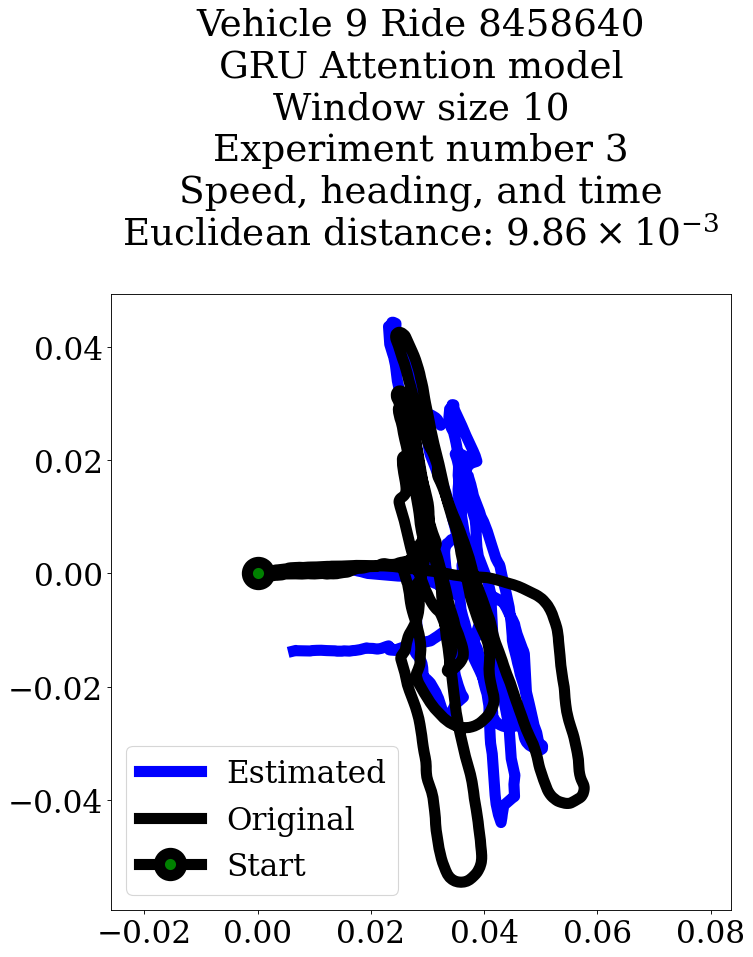 Vehicle 9 Ride 8458640
GRU Attention model
Window size 10
Experiment number 3
Speed, heading, and time
Euclidean distance: 9.86 × 10⁻³
0.04
0.02
0.00
−0.02
−0.04
Estimated
Original
Start
−0.02 0.00 0.02 0.04 0.06 0.08